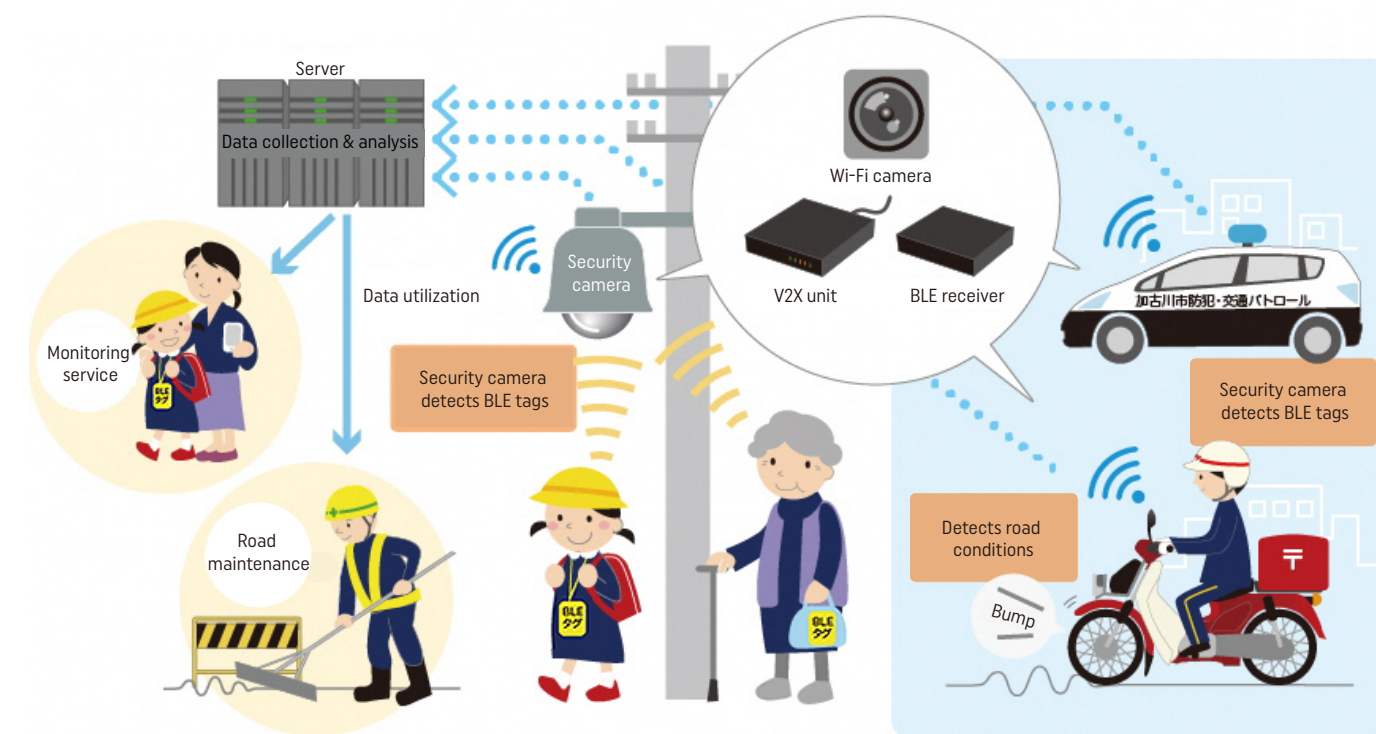 Server
Data collection & analysis
Wi-Fi camera
V2X unit
BLE receiver
Security
camera
Data utilization
加古川市防犯・交通パトロール
Monitoring
service
BLE
タグ
Security camera
detects BLE tags
Security camera
detects BLE tags
Road
maintenance
BLE
タグ
BLE
タグ
Detects road
conditions
Bump
〒